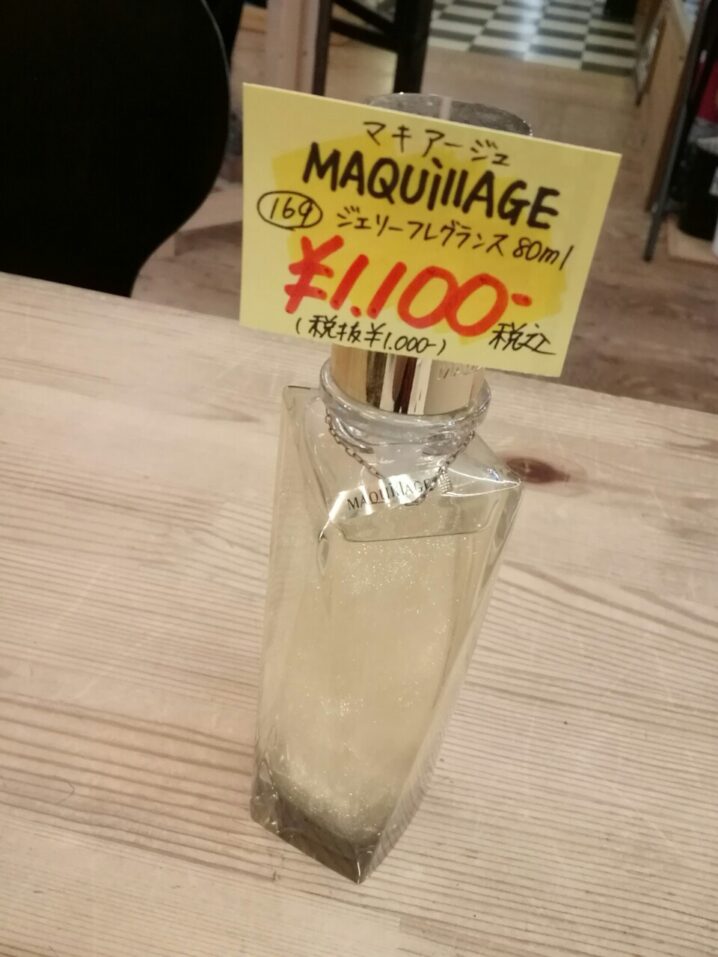 マキアージュ
MAQuillAGE
169 ジェリーフレグランス 80ml
¥1.100- 税込
(税抜¥1.000-)
MAQuillAGE